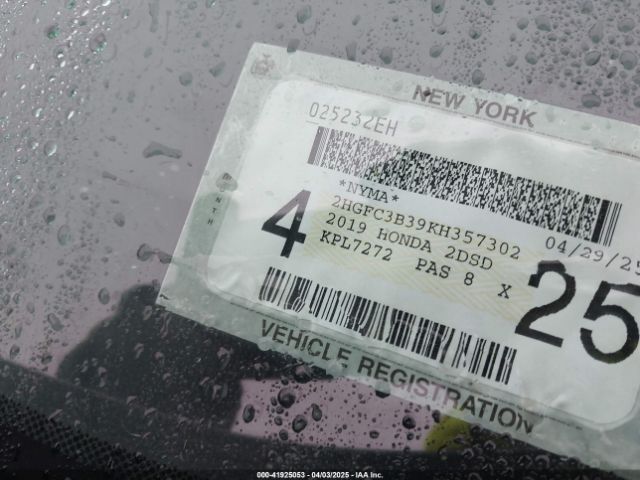 NEW YORK
025232EH
*NYMA*
2HGFC3B39KH357302 04/29/25
2019 HONDA 2DSD
KPL7272 PAS 8 X
MONTH
4
25
VEHICLE REGISTRATION
000-41925053 - 04/03/2025 - IAA Inc.